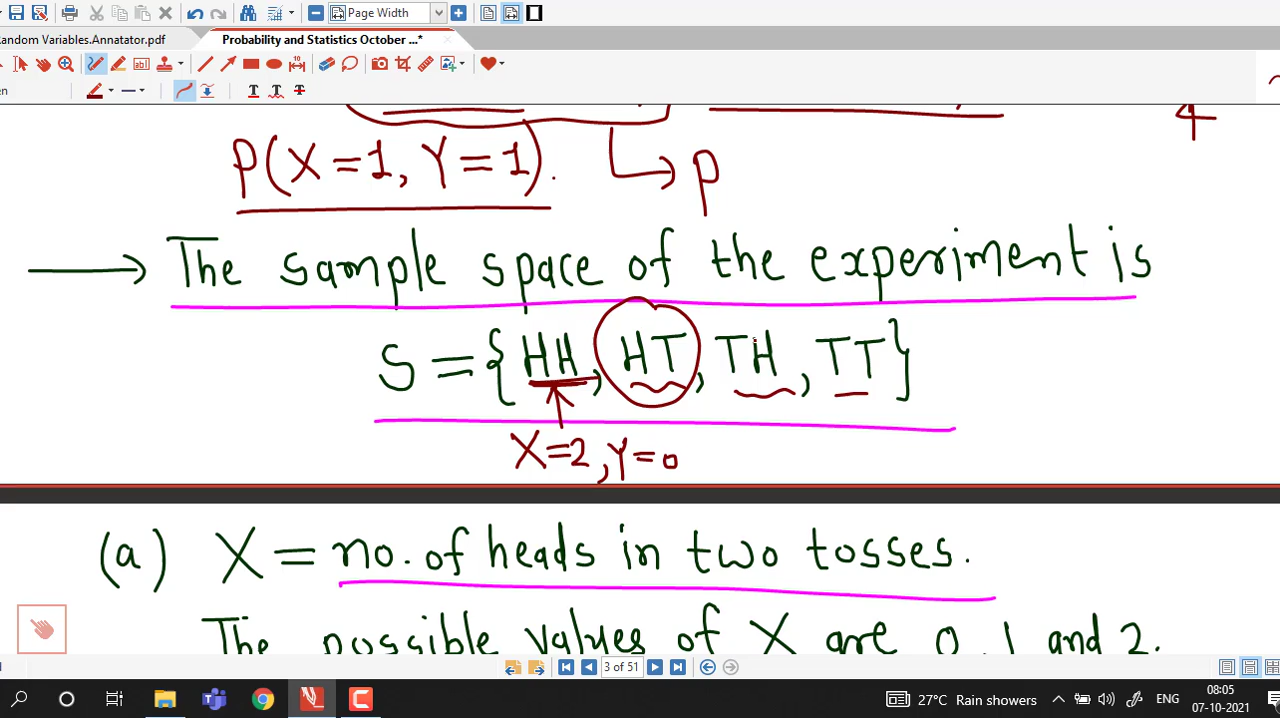 Page Width
Random Variables.Annatator.pdf
Probability and Statistics October ...*
4
P(X=1, Y=1). → p
→ The sample space of the experiment is
S = {HH, HT, TH, TT}
X=2, Y=0
(a) X = no. of heads in two tosses.
The possible values of X are 0, 1 and 2.
3 of 51
27°C Rain showers
ENG
08:05
07-10-2021